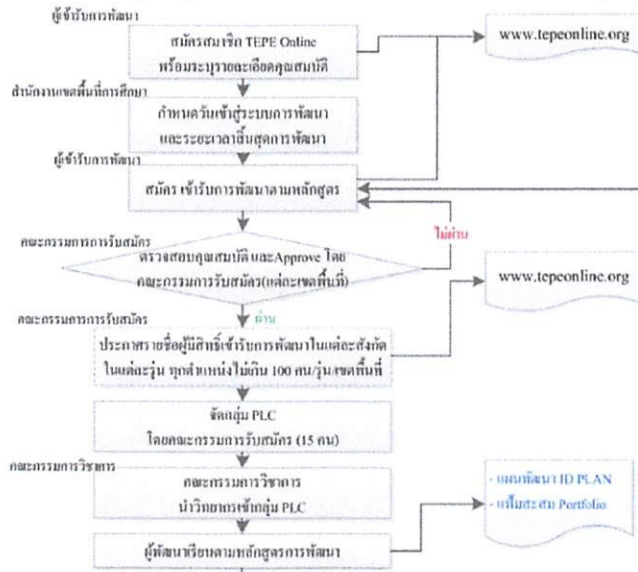 ผู้เข้ารับการพัฒนา
สมัครสมาชิก TEPE Online
พร้อมระบุรายละเอียดคุณสมบัติ
www.tepeonline.org
สำนักงานเขตพื้นที่การศึกษา
กำหนดวันเข้าสู่ระบบการพัฒนา
และระยะเวลาสิ้นสุดการพัฒนา
ผู้เข้ารับการพัฒนา
สมัคร เข้ารับการพัฒนาตามหลักสูตร
คณะกรรมการการรับสมัคร
ไม่ผ่าน
ตรวจสอบคุณสมบัติ และApprove โดย
คณะกรรมการรับสมัคร(แต่ละเขตพื้นที่)
www.tepeonline.org
คณะกรรมการการรับสมัคร
ผ่าน
ประกาศรายชื่อผู้มีสิทธิ์เข้ารับการพัฒนาในแต่ละสังกัด
ในแต่ละรุ่น ทุกตำแหน่งไม่เกิน 100 คน/รุ่น/เขตพื้นที่
จัดกลุ่ม PLC
โดยคณะกรรมการรับสมัคร (15 คน)
คณะกรรมการวิชาการ
คณะกรรมการวิชาการ
นำวิทยากรเข้ากลุ่ม PLC
- แผนพัฒนา ID PLAN
- แฟ้มสะสม Portfolio
ผู้พัฒนาเรียนตามหลักสูตรการพัฒนา